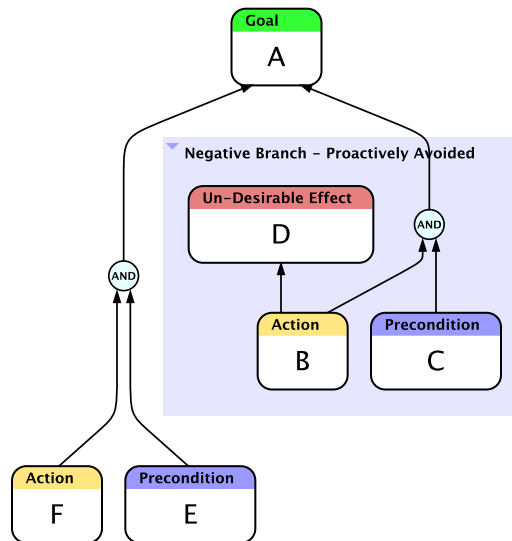 Goal
A
Negative Branch - Proactively Avoided
Un-Desirable Effect
D
AND
AND
Action
B
Precondition
C
Action
F
Precondition
E